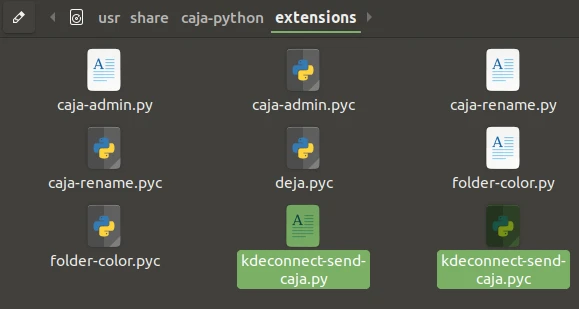 usr share caja-python extensions
caja-admin.py caja-admin.pyc caja-rename.py
caja-rename.pyc deja.pyc folder-color.py
folder-color.pyc kdeconnect-send-caja.py kdeconnect-send-caja.pyc